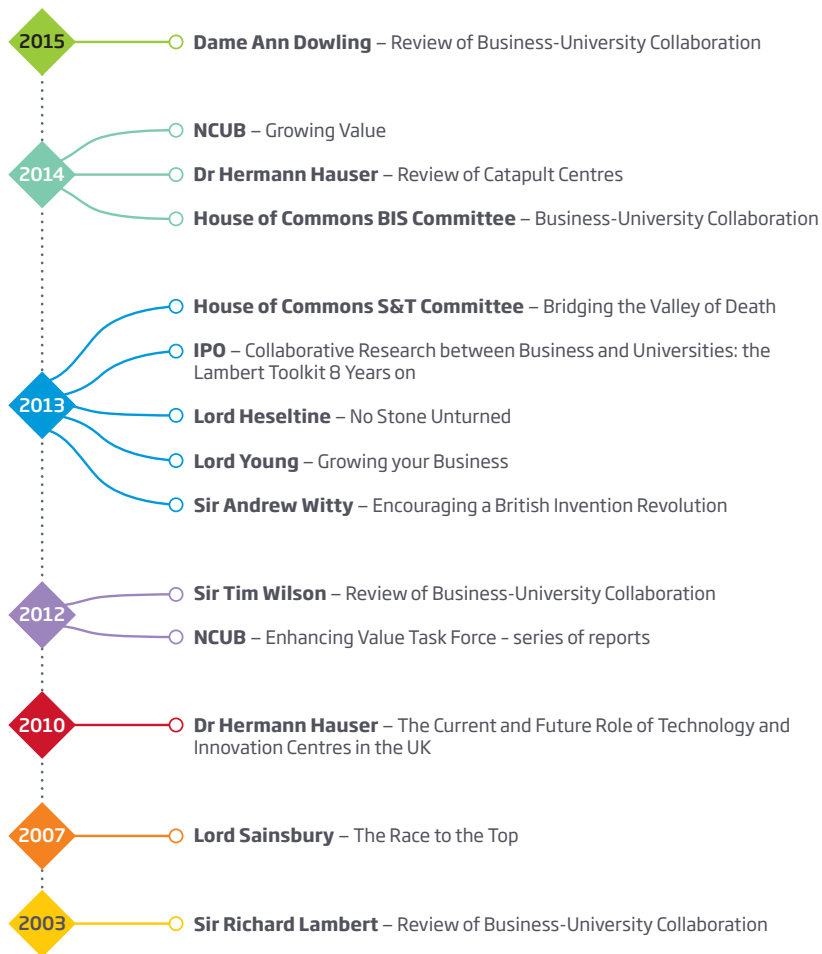 2015
Dame Ann Dowling – Review of Business-University Collaboration
2014
NCUB – Growing Value
Dr Hermann Hauser – Review of Catapult Centres
House of Commons BIS Committee – Business-University Collaboration
2013
House of Commons S&T Committee – Bridging the Valley of Death
IPO – Collaborative Research between Business and Universities: the
Lambert Toolkit 8 Years on
Lord Heseltine – No Stone Unturned
Lord Young – Growing your Business
Sir Andrew Witty – Encouraging a British Invention Revolution
2012
Sir Tim Wilson – Review of Business-University Collaboration
NCUB – Enhancing Value Task Force – series of reports
2010
Dr Hermann Hauser – The Current and Future Role of Technology and
Innovation Centres in the UK
2007
Lord Sainsbury – The Race to the Top
2003
Sir Richard Lambert – Review of Business-University Collaboration